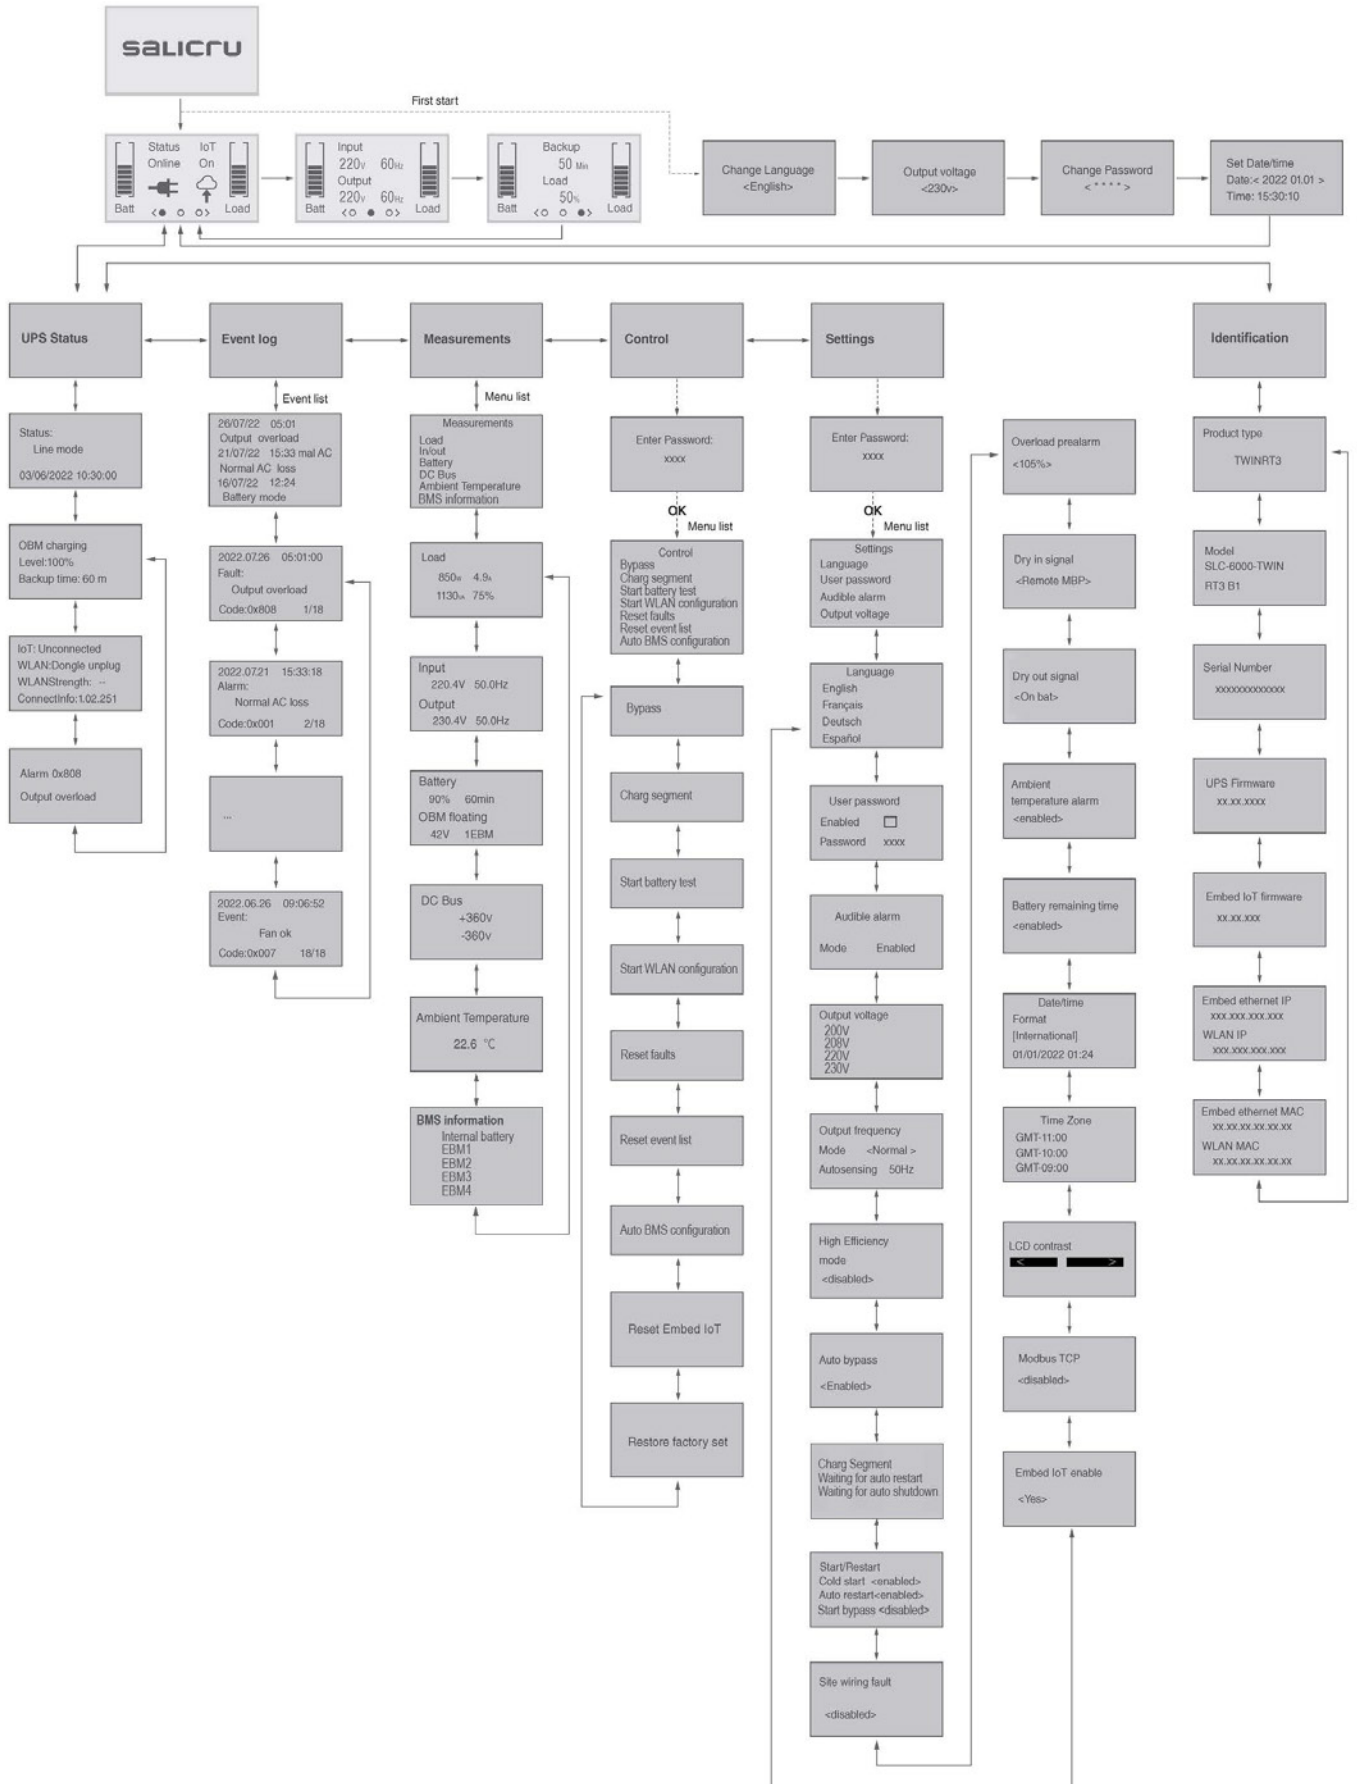 salicru
First start
Status IoT
Online On
Batt Load
Input
220V 60Hz
Output
220V 60Hz
Batt Load
Backup
50 Min
Load
50%
Batt Load
Change Language
<English>
Output voltage
<230v>
Change Password
<****>
Set Date/time
Date:< 2022 01.01 >
Time: 15:30:10
UPS Status
Event log
Measurements
Control
Settings
Identification
Status:
Line mode
03/06/2022 10:30:00
OBM charging
Level:100%
Backup time: 60 m
IoT: Unconnected
WLAN:Dongle unplug
WLANStrength: --
ConnectInfo:1.02.251
Alarm 0x808
Output overload
Event list
26/07/22 05:01
Output overload
21/07/22 15:33 mal AC
Normal AC loss
16/07/22 12:24
Battery mode
2022.07.26 05:01:00
Fault:
Output overload
Code:0x808 1/18
2022.07.21 15:33:18
Alarm:
Normal AC loss
Code:0x001 2/18
...
2022.06.26 09:06:52
Event:
Fan ok
Code:0x007 18/18
Menu list
Measurements
Load
In/out
Battery
DC Bus
Ambient Temperature
BMS information
Load
850w 4.9A
1130VA 75%
Input
220.4V 50.0Hz
Output
230.4V 50.0Hz
Battery
90% 60min
OBM floating
42V 1EBM
DC Bus
+360v
-360v
Ambient Temperature
22.6 °C
BMS information
Internal battery
EBM1
EBM2
EBM3
EBM4
Enter Password:
xxxx
OK
Menu list
Control
Bypass
Charg segment
Start battery test
Start WLAN configuration
Reset faults
Reset event list
Auto BMS configuration
Bypass
Charg segment
Start battery test
Start WLAN configuration
Reset faults
Reset event list
Auto BMS configuration
Reset Embed IoT
Restore factory set
Enter Password:
xxxx
OK
Menu list
Settings
Language
User password
Audible alarm
Output voltage
Language
English
Français
Deutsch
Español
User password
Enabled
Password xxxx
Audible alarm
Mode Enabled
Output voltage
200V
208V
220V
230V
Output frequency
Mode <Normal >
Autosensing 50Hz
High Efficiency
mode
<disabled>
Auto bypass
<Enabled>
Charg Segment
Waiting for auto restart
Waiting for auto shutdown
Start/Restart
Cold start <enabled>
Auto restart<enabled>
Start bypass <disabled>
Site wiring fault
<disabled>
Overload prealarm
<105%>
Dry in signal
<Remote MBP>
Dry out signal
<On bat>
Ambient
temperature alarm
<enabled>
Battery remaining time
<enabled>
Date/time
Format
[International]
01/01/2022 01:24
Time Zone
GMT-11:00
GMT-10:00
GMT-09:00
LCD contrast
< >
Modbus TCP
<disabled>
Embed IoT enable
<Yes>
Product type
TWINRT3
Model
SLC-6000-TWIN
RT3 B1
Serial Number
xxxxxxxxxxxxx
UPS Firmware
xx.xx.xxxx
Embed IoT firmware
xx.xx.xxx
Embed ethernet IP
xxx.xxx.xxx.xxx
WLAN IP
xxx.xxx.xxx.xxx
Embed ethernet MAC
xx.xx.xx.xx.xx.xx
WLAN MAC
xx.xx.xx.xx.xx.xx